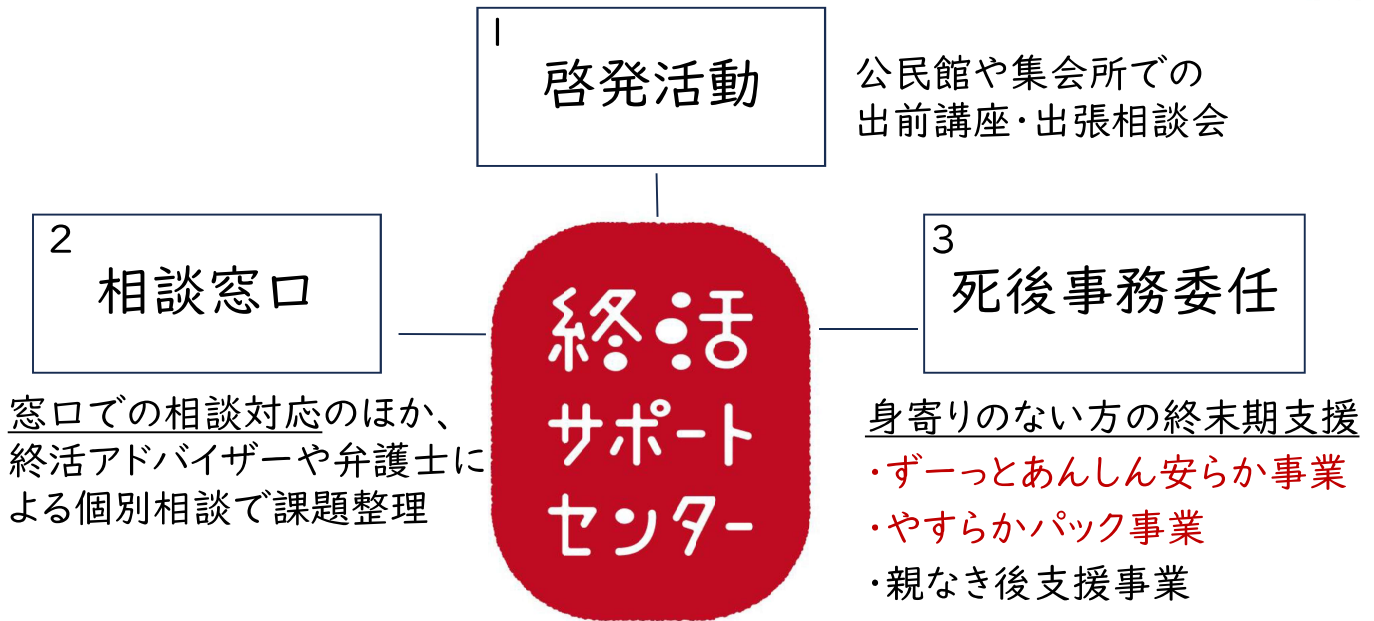 1
啓発活動
公民館や集会所での
出前講座・出張相談会
2
相談窓口
窓口での相談対応のほか、
終活アドバイザーや弁護士に
よる個別相談で課題整理
終活
サポート
センター
3
死後事務委任
身寄りのない方の終末期支援
・ずーっとあんしん安らか事業
・やすらかパック事業
・親なき後支援事業